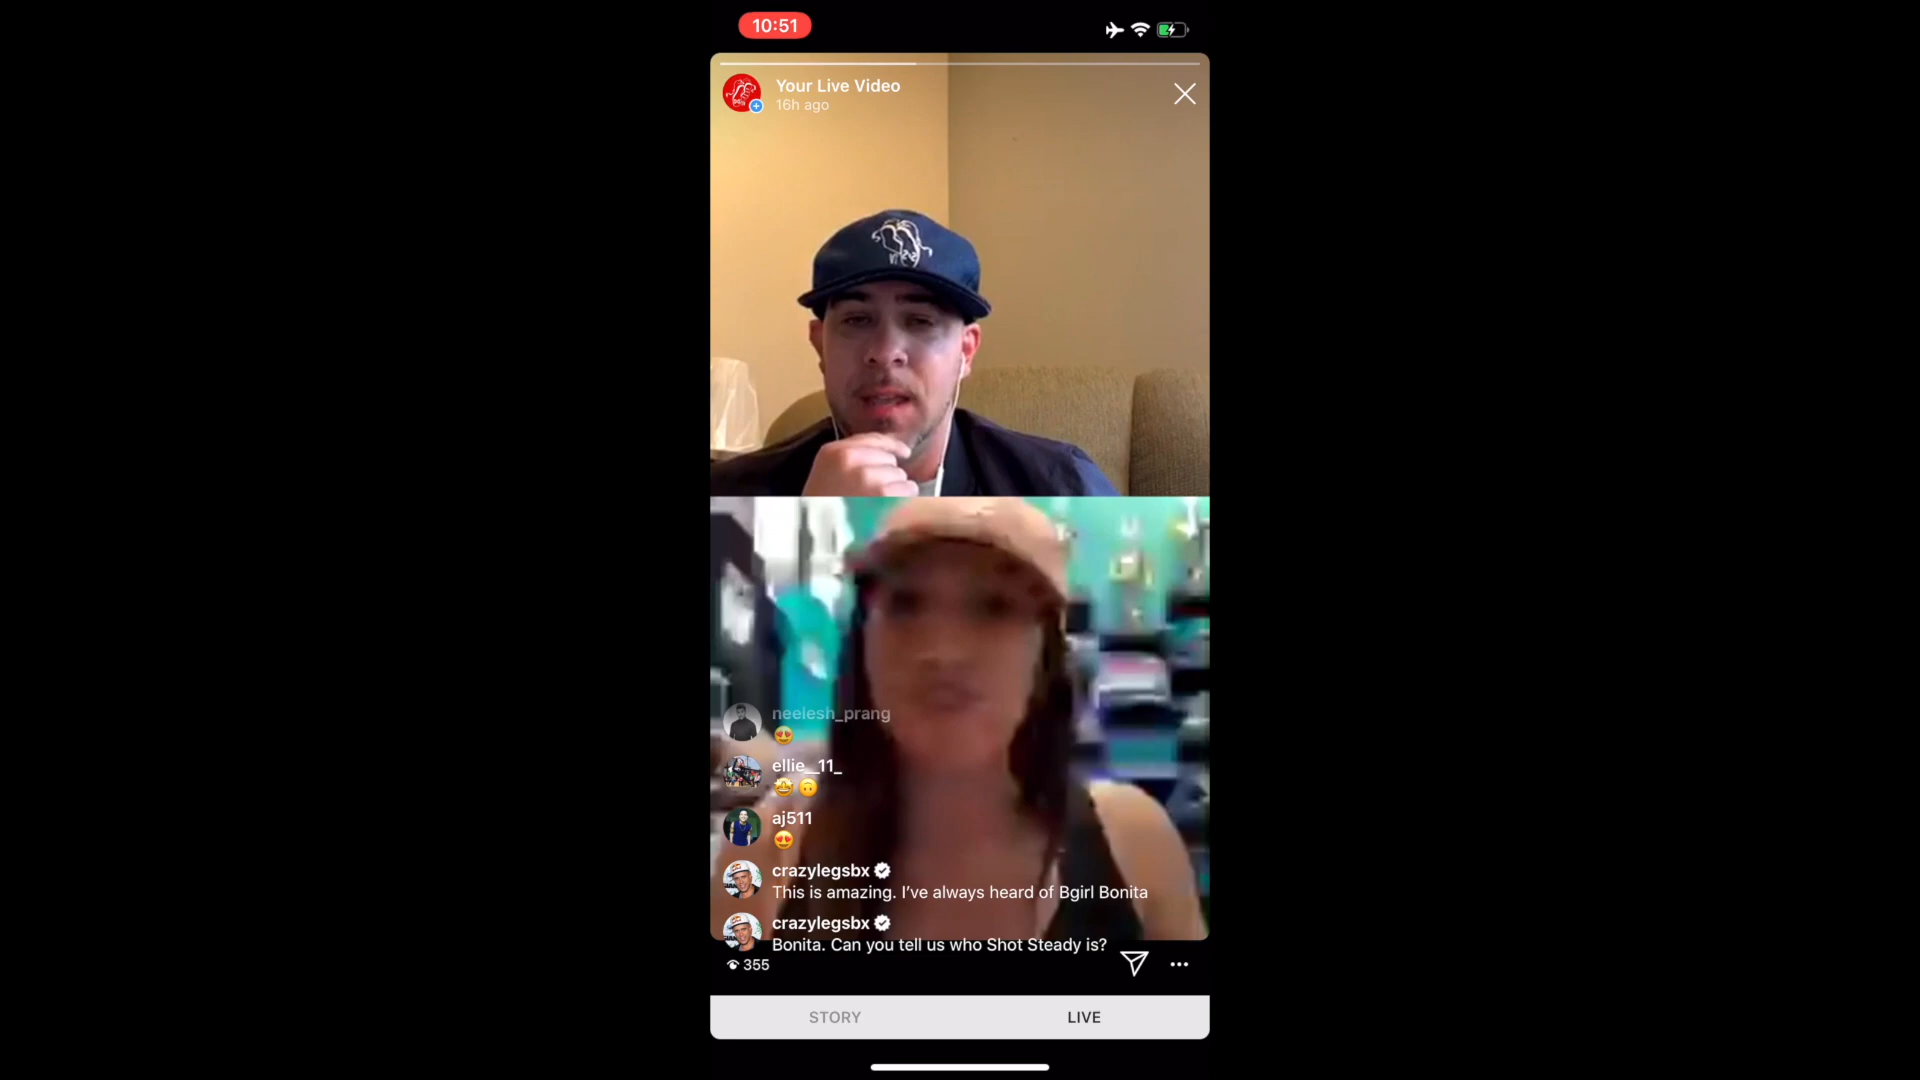 10:51
Your Live Video
16h ago
neelesh_prang
😍
ellie__11_
🤩🙃
aj511
😍
crazylegsbx
This is amazing. I’ve always heard of Bgirl Bonita
crazylegsbx
Bonita. Can you tell us who Shot Steady is?
355
STORY
LIVE